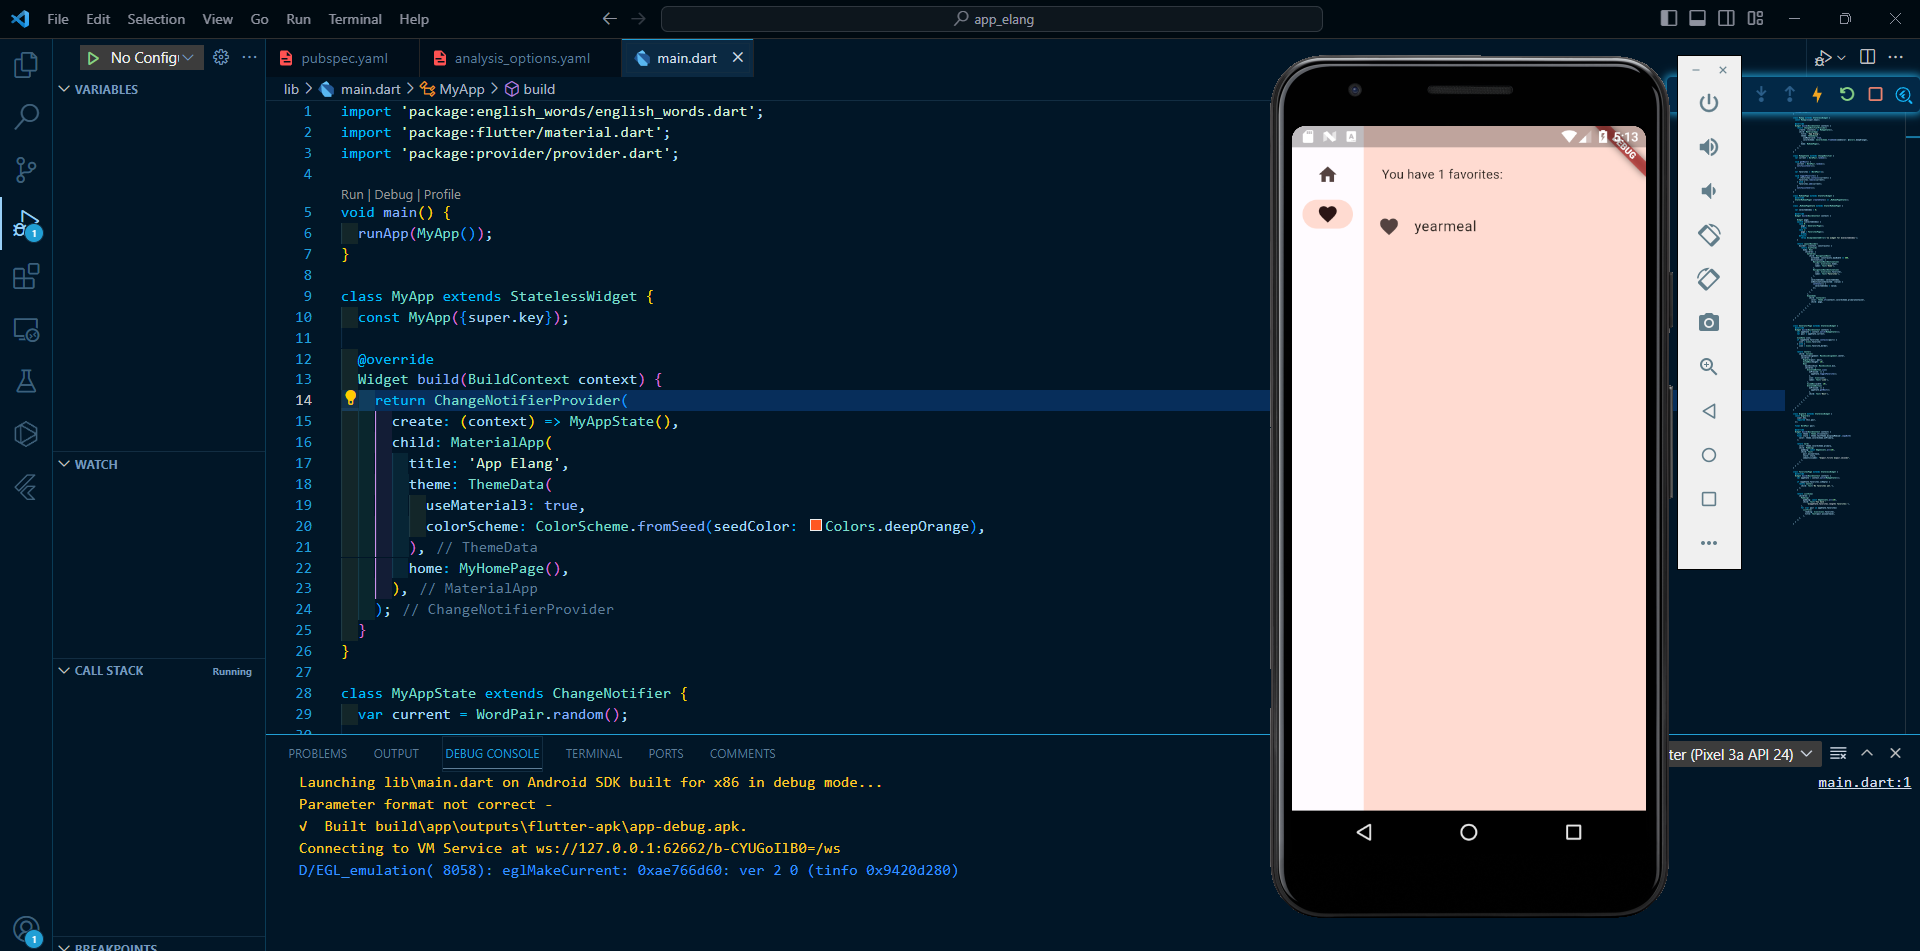 File Edit Selection View Go Run Terminal Help
app_elang
No Config
pubspec.yaml
analysis_options.yaml
main.dart
VARIABLES
lib > main.dart > MyApp > build
1 import 'package:english_words/english_words.dart';
2 import 'package:flutter/material.dart';
3 import 'package:provider/provider.dart';
4
Run | Debug | Profile
5 void main() {
6 runApp(MyApp());
7 }
8
9 class MyApp extends StatelessWidget {
10 const MyApp({super.key});
11
12 @override
13 Widget build(BuildContext context) {
14 return ChangeNotifierProvider(
15 create: (context) => MyAppState(),
16 child: MaterialApp(
17 title: 'App Elang',
18 theme: ThemeData(
19 useMaterial3: true,
20 colorScheme: ColorScheme.fromSeed(seedColor: Colors.deepOrange),
21 ), // ThemeData
22 home: MyHomePage(),
23 ), // MaterialApp
24 ); // ChangeNotifierProvider
25 }
26 }
27
28 class MyAppState extends ChangeNotifier {
29 var current = WordPair.random();
30
WATCH
CALL STACK
Running
BREAKPOINTS
1
1
PROBLEMS OUTPUT DEBUG CONSOLE TERMINAL PORTS COMMENTS
ter (Pixel 3a API 24)
Launching lib\main.dart on Android SDK built for x86 in debug mode...
main.dart:1
Parameter format not correct -
√ Built build\app\outputs\flutter-apk\app-debug.apk.
Connecting to VM Service at ws://127.0.0.1:62662/b-CYUGoIlB0=/ws
D/EGL_emulation( 8058): eglMakeCurrent: 0xae766d60: ver 2 0 (tinfo 0x9420d280)
5:13
DEBUG
You have 1 favorites:
yearmeal